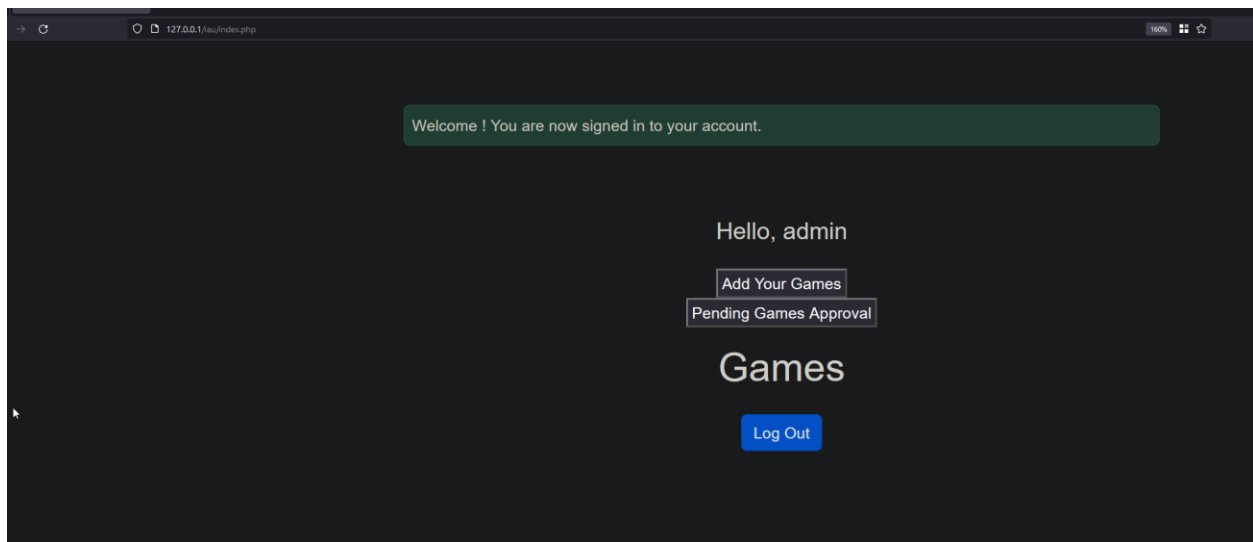 127.0.0.1/iau/index.php
160%
Welcome ! You are now signed in to your account.
Hello, admin
Add Your Games
Pending Games Approval
Games
Log Out